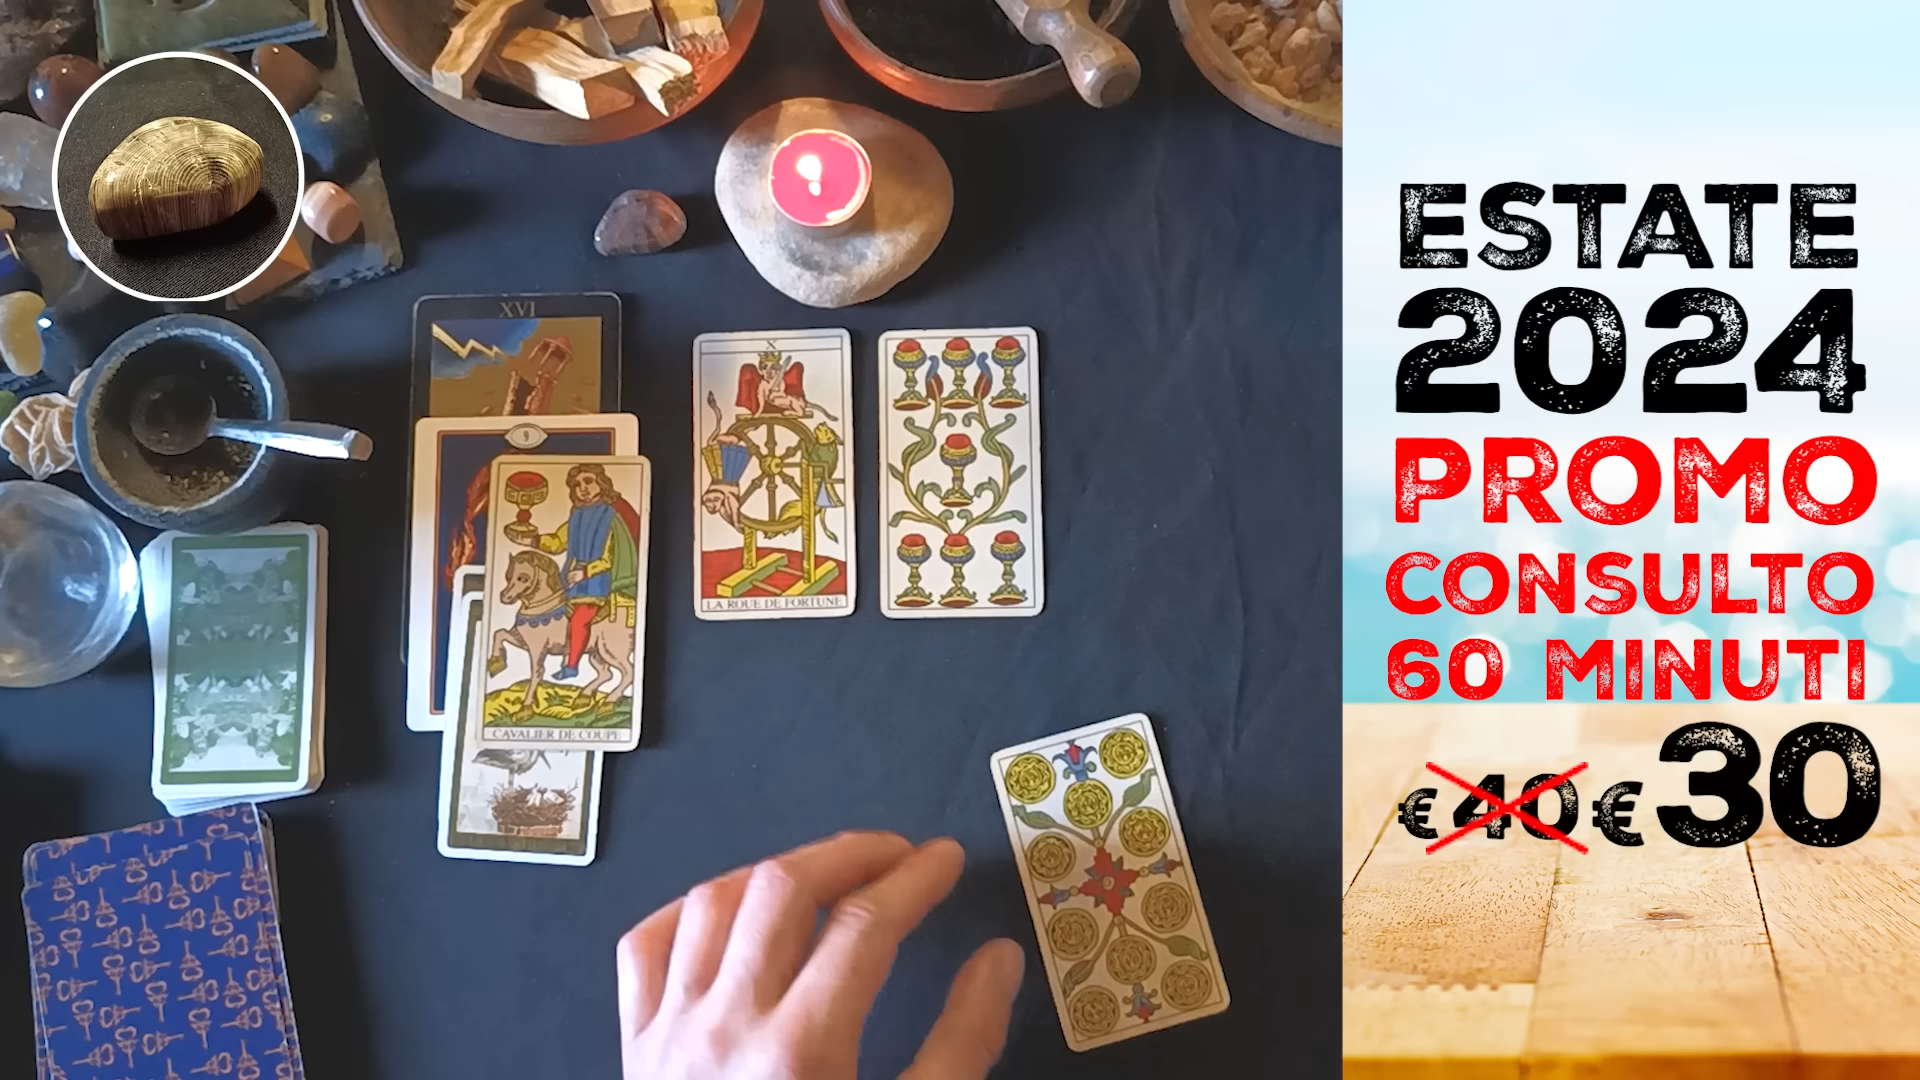 XVI
9
X
LA ROUE DE FORTUNE
CAVALIER DE COUPE
ESTATE
2024
PROMO
CONSULTO
60 MINUTI
€ 40 € 30